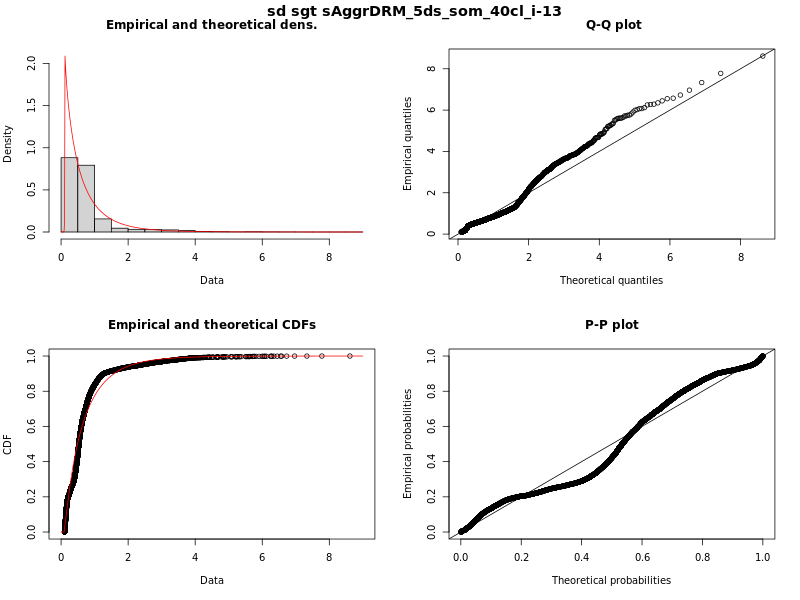 sd sgt sAggrDRM_5ds_som_40cl_i-13
Empirical and theoretical dens.
Density
0.0 0.5 1.0 1.5 2.0
0 2 4 6 8
Data
Q-Q plot
Empirical quantiles
0 2 4 6 8
0 2 4 6 8
Theoretical quantiles
Empirical and theoretical CDFs
CDF
0.0 0.2 0.4 0.6 0.8 1.0
0 2 4 6 8
Data
P-P plot
Empirical probabilities
0.0 0.2 0.4 0.6 0.8 1.0
0.0 0.2 0.4 0.6 0.8 1.0
Theoretical probabilities